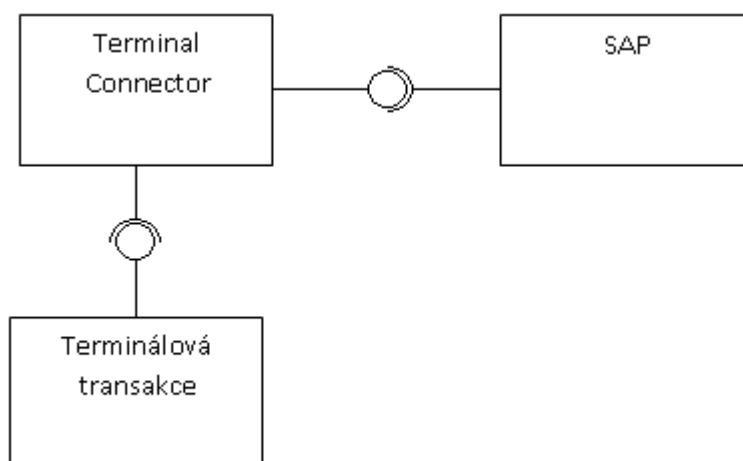 Terminal
Connector
SAP
Terminálová
transakce